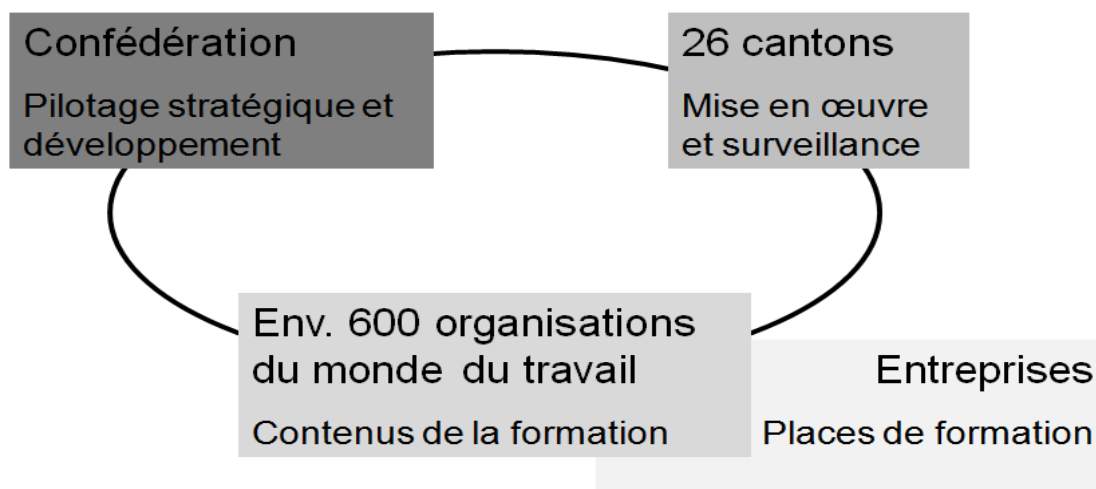 Confédération
Pilotage stratégique et
développement
26 cantons
Mise en œuvre
et surveillance
Env. 600 organisations
du monde du travail
Contenus de la formation
Entreprises
Places de formation